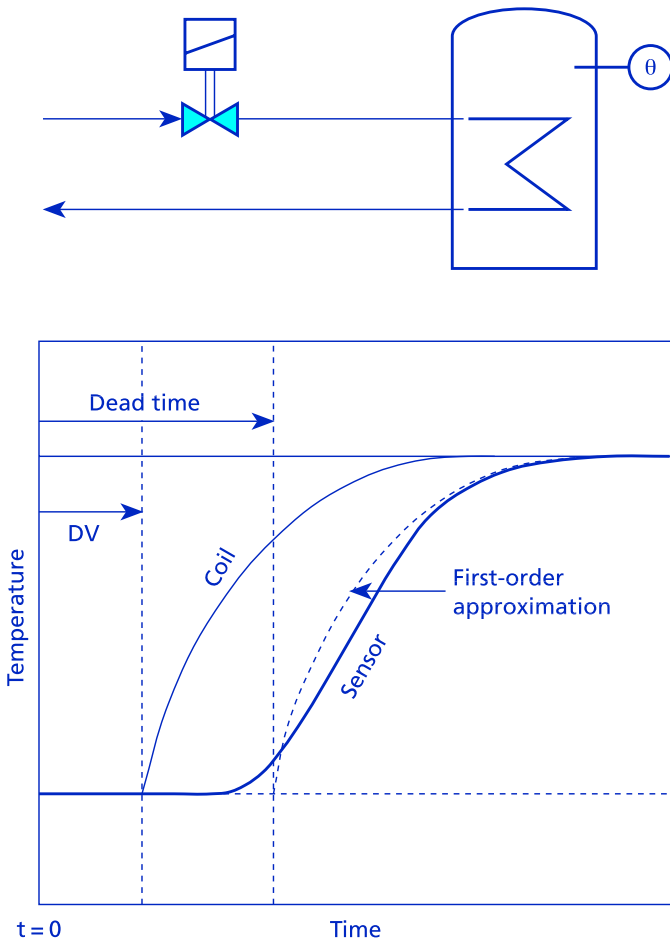 θ
Dead time
DV
Coil
First-order
approximation
Sensor
Temperature
t = 0
Time